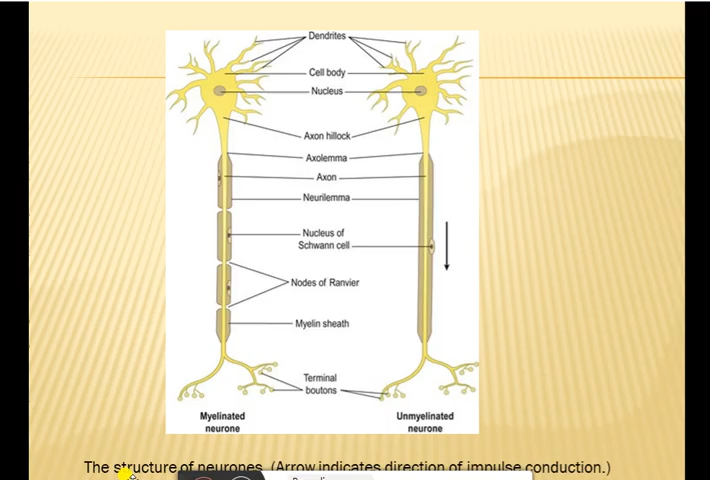 Dendrites
Cell body
Nucleus
Axon hillock
Axolemma
Axon
Neurilemma
Nucleus of
Schwann cell
Nodes of Ranvier
Myelin sheath
Terminal
boutons
Myelinated
neurone
Unmyelinated
neurone
The structure of neurones. (Arrow indicates direction of impulse conduction.)